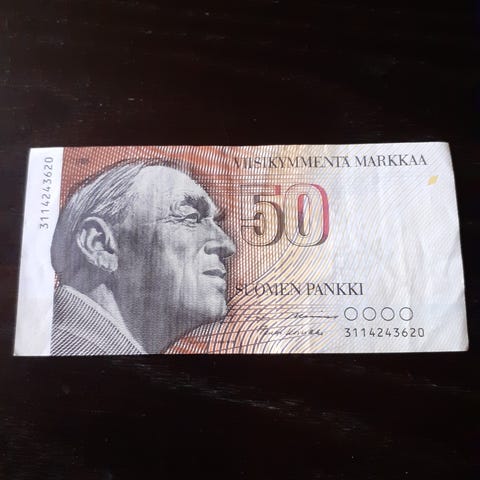 3114243620
VIISIKYMMENTÄ MARKKAA
50
SUOMEN PANKKI
3114243620